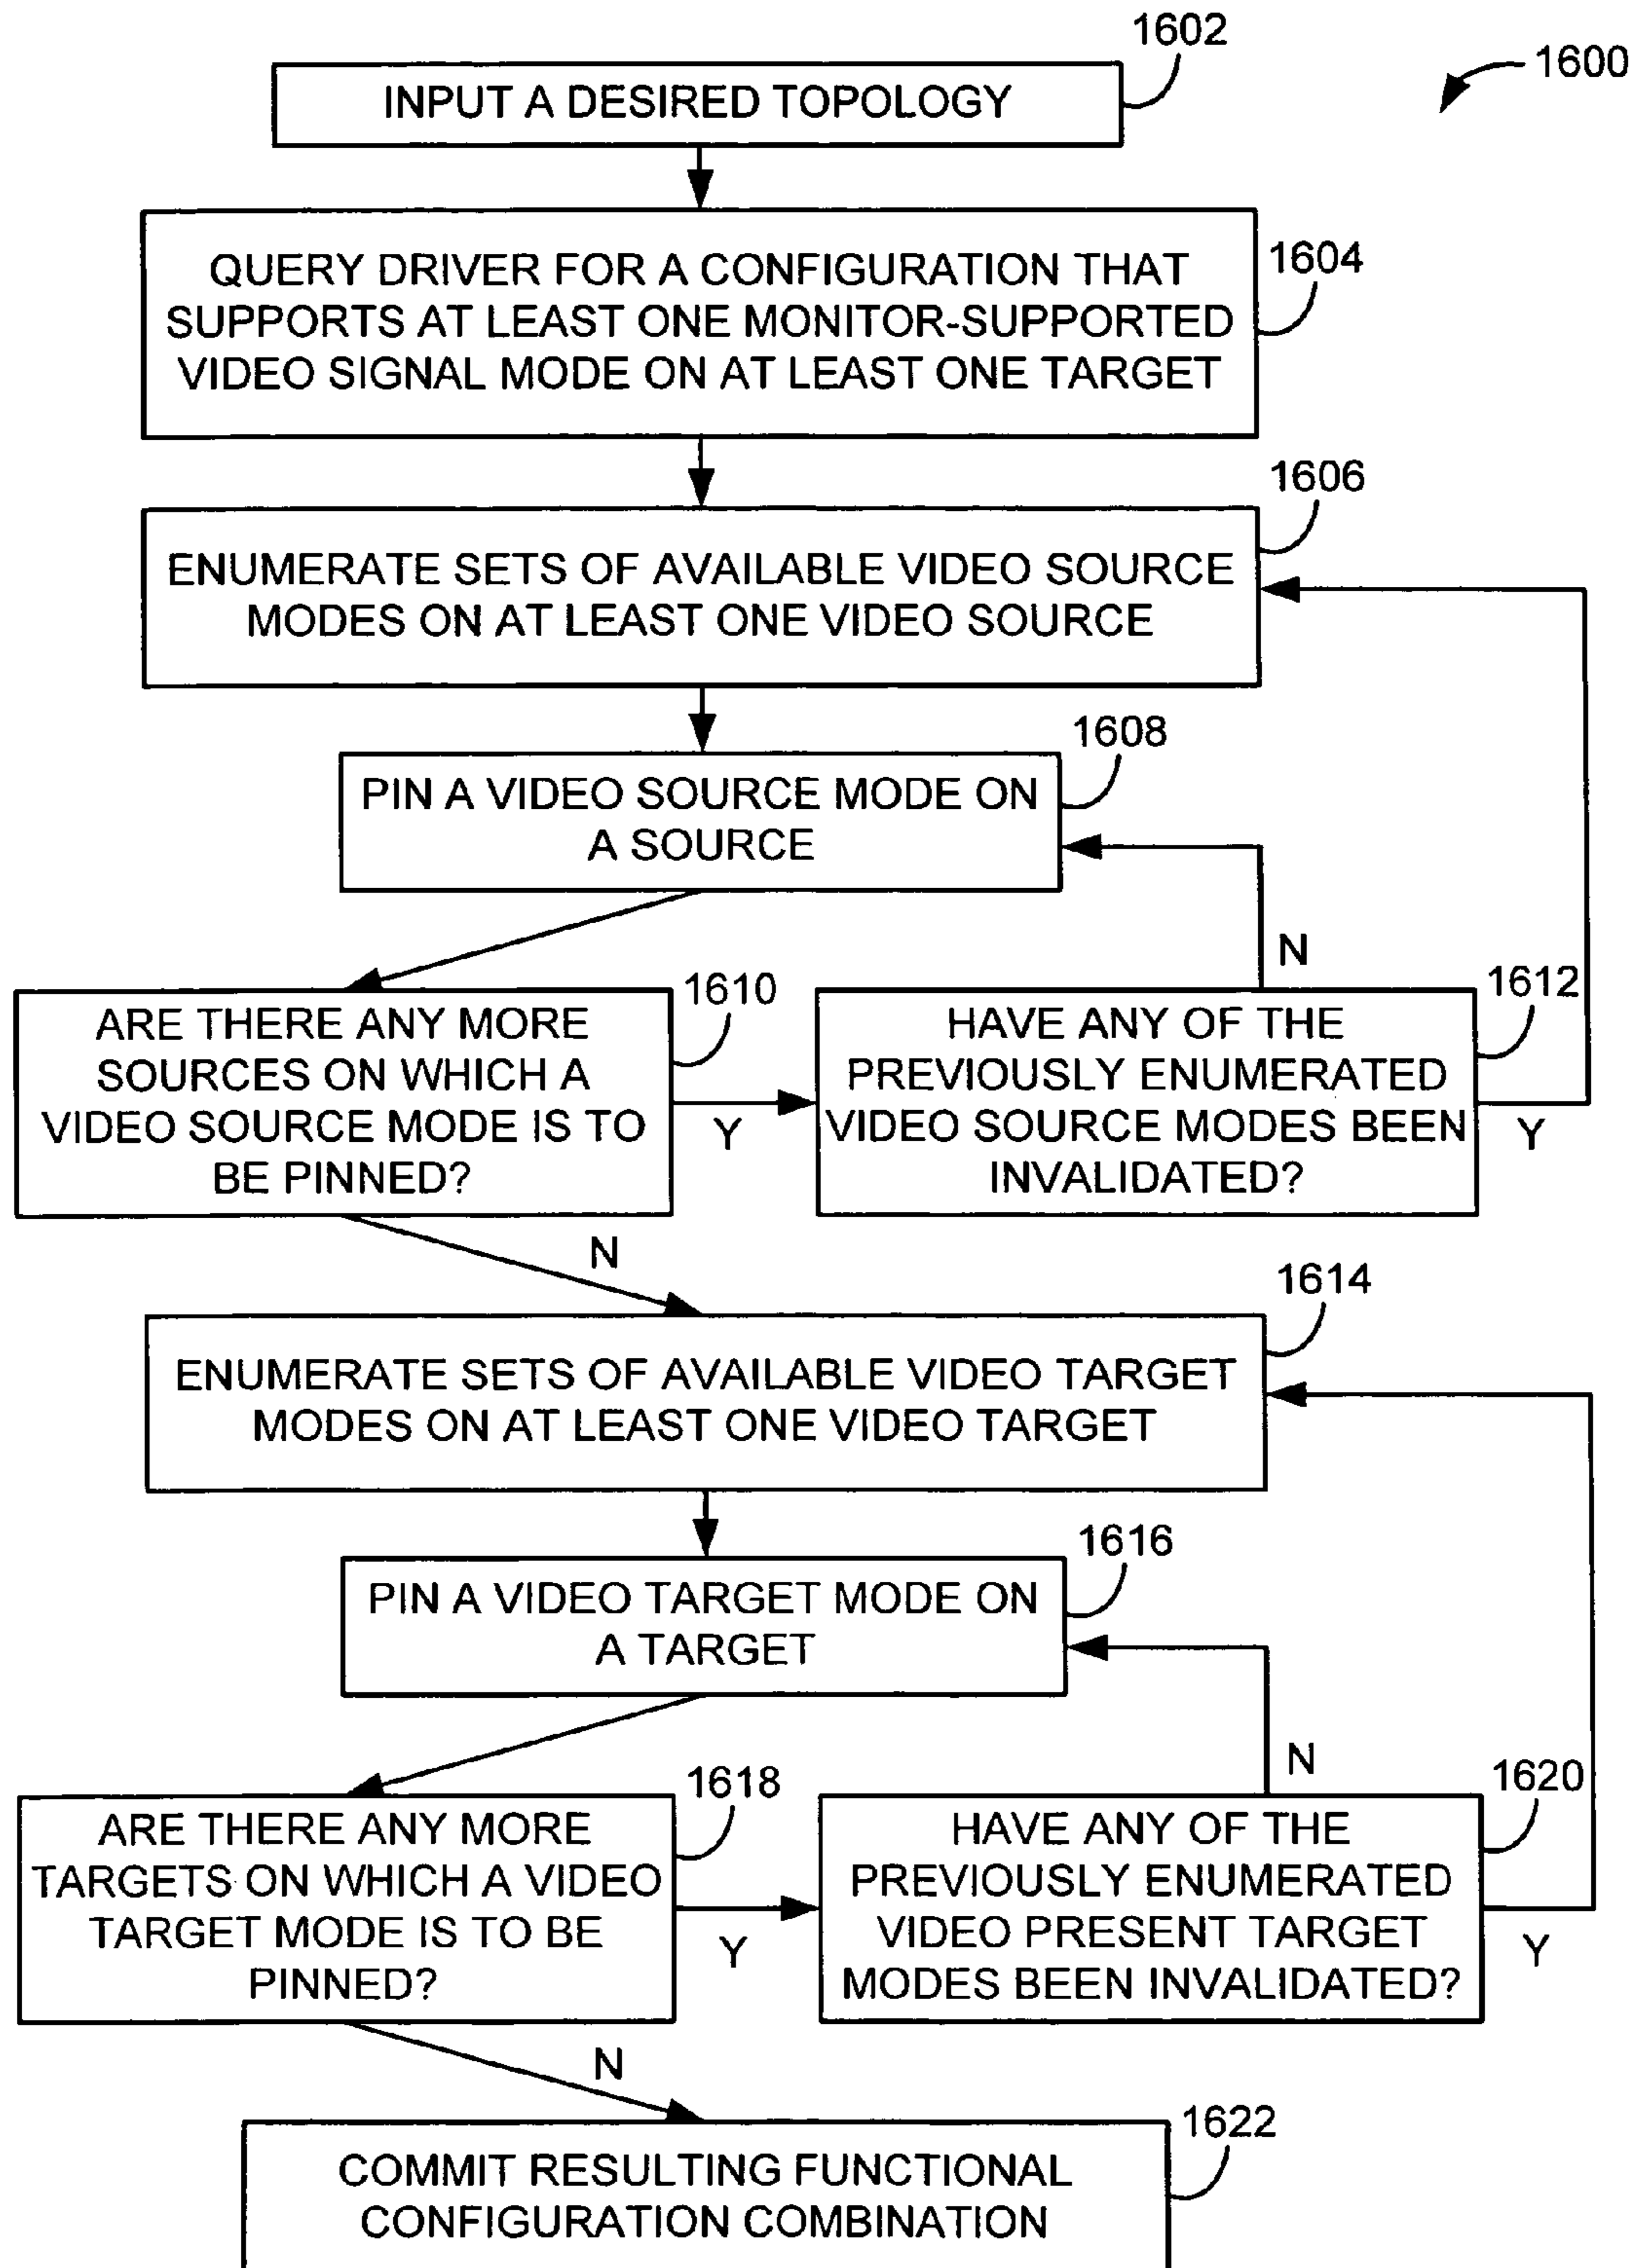 1602
1600
INPUT A DESIRED TOPOLOGY
1604
QUERY DRIVER FOR A CONFIGURATION THAT
SUPPORTS AT LEAST ONE MONITOR-SUPPORTED
VIDEO SIGNAL MODE ON AT LEAST ONE TARGET
1606
ENUMERATE SETS OF AVAILABLE VIDEO SOURCE
MODES ON AT LEAST ONE VIDEO SOURCE
1608
PIN A VIDEO SOURCE MODE ON
A SOURCE
1610
ARE THERE ANY MORE
SOURCES ON WHICH A
VIDEO SOURCE MODE IS TO
BE PINNED?
Y
N
1612
HAVE ANY OF THE
PREVIOUSLY ENUMERATED
VIDEO SOURCE MODES BEEN
INVALIDATED?
Y
N
1614
ENUMERATE SETS OF AVAILABLE VIDEO TARGET
MODES ON AT LEAST ONE VIDEO TARGET
1616
PIN A VIDEO TARGET MODE ON
A TARGET
1618
ARE THERE ANY MORE
TARGETS ON WHICH A VIDEO
TARGET MODE IS TO BE
PINNED?
Y
N
1620
HAVE ANY OF THE
PREVIOUSLY ENUMERATED
VIDEO PRESENT TARGET
MODES BEEN INVALIDATED?
Y
N
1622
COMMIT RESULTING FUNCTIONAL
CONFIGURATION COMBINATION